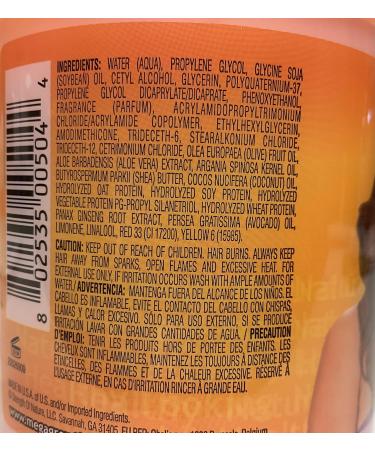 INGREDIENTS: WATER (AQUA), PROPYLENE GLYCOL, GLYCINE SOJA
(SOYBEAN) OIL, CETYL ALCOHOL, GLYCERIN, POLYQUATERNIUM-37,
PROPYLENE GLYCOL DICAPRYLATE/DICAPRATE, PHENOXYETHANOL,
FRAGRANCE (PARFUM), ACRYLAMIDOPROPYLTRIMONIUM
CHLORIDE/ACRYLAMIDE COPOLYMER, ETHYLHEXYLGLYCERIN,
AMODIMETHICONE, TRIDECETH-6, STEARALKONIUM CHLORIDE,
TRIDECETH-12, CETRIMONIUM CHLORIDE, OLEA EUROPAEA (OLIVE) FRUIT OIL,
ALOE BARBADENSIS (ALOE VERA) EXTRACT, ARGANIA SPINOSA KERNEL OIL,
BUTYROSPERMUM PARKII (SHEA) BUTTER, COCOS NUCIFERA (COCONUT) OIL,
HYDROLYZED OAT PROTEIN, HYDROLYZED SOY PROTEIN, HYDROLYZED
VEGETABLE PROTEIN PG-PROPYL SILANETRIOL, HYDROLYZED WHEAT PROTEIN,
PANAX GINSENG ROOT EXTRACT, PERSEA GRATISSIMA (AVOCADO) OIL,
LIMONENE, LINALOOL, RED 33 (CI 17200), YELLOW 6 (15985).
CAUTION: KEEP OUT OF REACH OF CHILDREN. HAIR BURNS. ALWAYS KEEP
HAIR AWAY FROM SPARKS, OPEN FLAMES AND EXCESSIVE HEAT. FOR
EXTERNAL USE ONLY. IF IRRITATION OCCURS WASH WITH AMPLE AMOUNTS OF
WATER./ADVERTENCIA: MANTENGA FUERA DEL ALCANCE DE LOS NIÑOS. EL
CABELLO ES INFLAMABLE, EVITE EL CONTACTO DEL CABELLO CON CHISPAS,
LLAMAS Y CALOR EXCESIVO. SÓLO PARA USO EXTERNO. SI SE PRODUCE
IRRITACIÓN LAVAR CON GRANDES CANTIDADES DE AGUA. / PRÉCAUTION
D'EMPLOI: TENIR LES PRODUITS HORS DE PORTEE DES ENFANTS. LES
CHEVEUX SONT INFLAMMABLES, MAINTENEZ LES TOUJOURS À DISTANCE DES
ÉTINCELLES, DES FLAMMES ET DE LA CHALEUR EXCESSIVE. RÉSERVÉ À
L'USAGE EXTERNE. EN CAS D'IRRITATION RINCER À GRANDE EAU.
8 02535 00504 4
MADE IN U.S.A. of U.S. and/or Imported Ingredients.
© Strength Of Nature, LLC, Savannah, GA 31405.